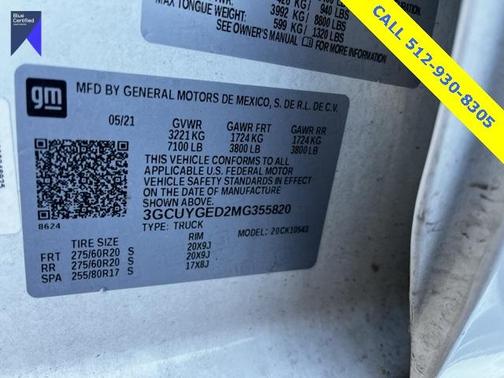 Blue
Certified
3992 KG 8800 LBS
MAX TONGUE WEIGHT: 599 KG 1320 LBS
SEE OWNER'S MANUAL FOR MORE INFORMATION
CALL 512-930-8305
gm
MFD BY GENERAL MOTORS DE MEXICO, S. DE R.L. DE C.V.
05/21 GVWR GAWR FRT GAWR RR
3221 KG 1724 KG 1724 KG
7100 LB 3800 LB 3800 LB
THIS VEHICLE CONFORMS TO ALL
APPLICABLE U.S. FEDERAL MOTOR
VEHICLE SAFETY STANDARDS IN EFFECT
ON THE DATE OF MANUFACTURE
SHOWN ABOVE.
3GCUYGED2MG355820
TYPE: TRUCK MODEL: 20CK10543
8624
TIRE SIZE RIM
FRT 275/60R20 S 20X9J
RR 275/60R20 S 20X9J
SPA 255/80R17 S 17X8J